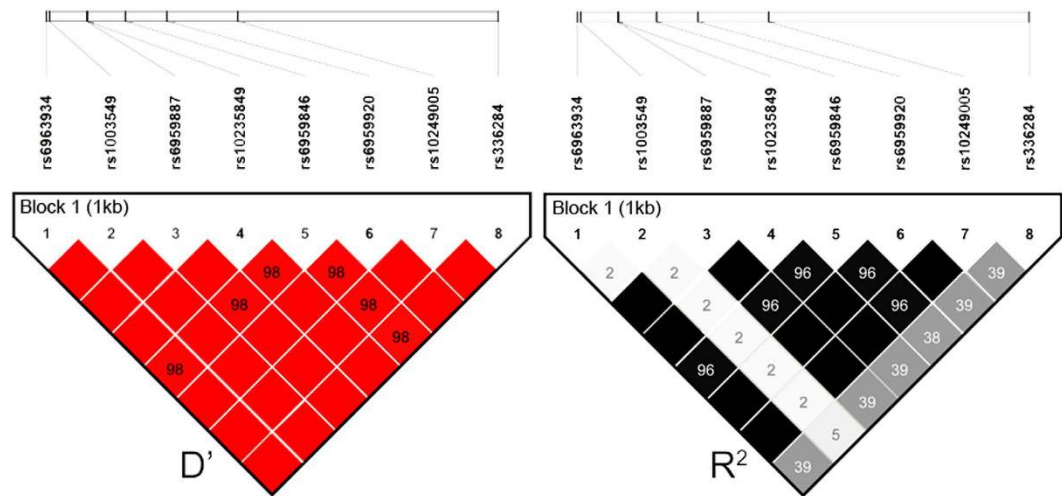 rs6963934
rs1003549
rs6959887
rs10235849
rs6959846
rs6959920
rs10249005
rs336284
Block 1 (1kb)
1 2 3 4 5 6 7 8
98 98
98 98
98
98
D’
rs6963934
rs1003549
rs6959887
rs10235849
rs6959846
rs6959920
rs10249005
rs336284
Block 1 (1kb)
1 2 3 4 5 6 7 8
2 2 96 96 39
2 96 96 39
2 38
96 2 39
2 39
5
39
R²